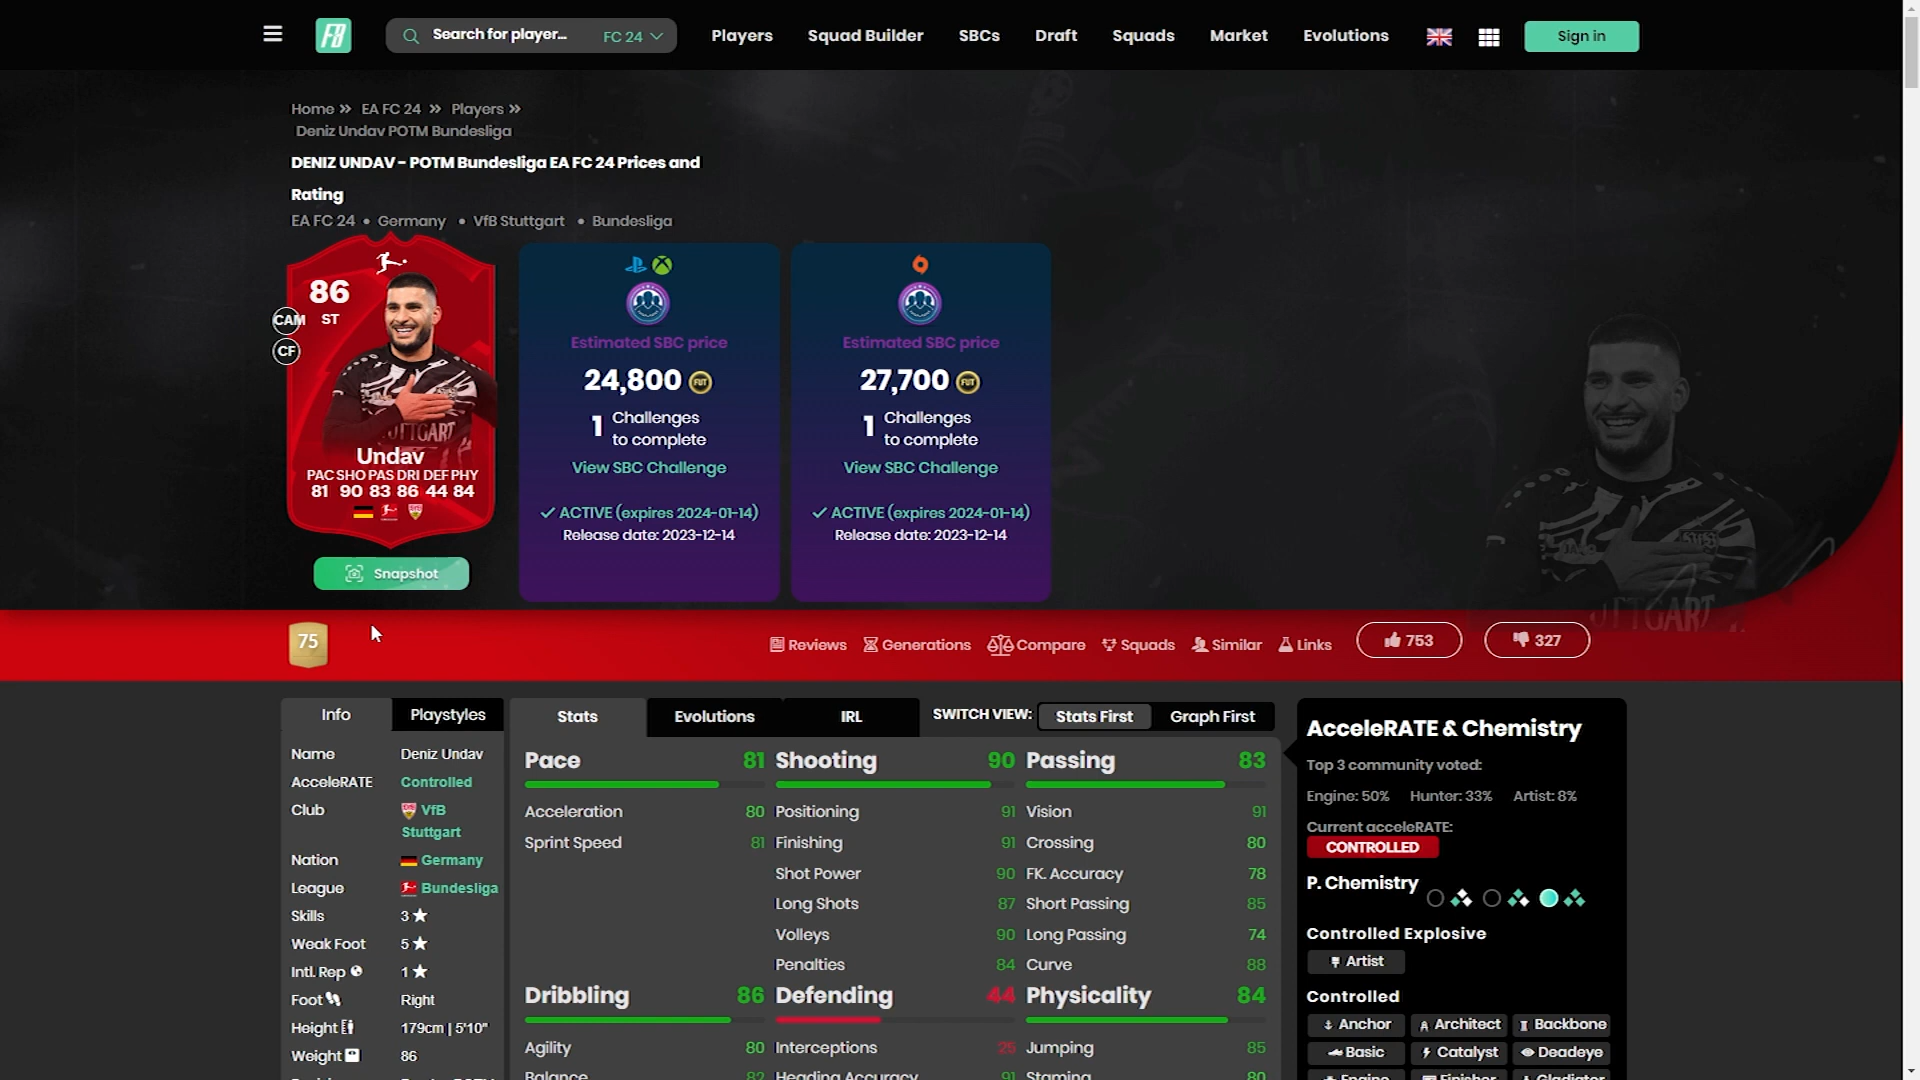 FB
Search for player...
FC 24
Players
Squad Builder
SBCs
Draft
Squads
Market
Evolutions
Sign in
Home » EA FC 24 » Players »
Deniz Undav POTM Bundesliga
DENIZ UNDAV - POTM Bundesliga EA FC 24 Prices and
Rating
EA FC 24 • Germany • VfB Stuttgart • Bundesliga
86
ST
CAM
CF
Undav
PAC SHO PAS DRI DEF PHY
81 90 83 86 44 84
Snapshot
Estimated SBC price
24,800
1 Challenges
to complete
View SBC Challenge
ACTIVE (expires 2024-01-14)
Release date: 2023-12-14
Estimated SBC price
27,700
1 Challenges
to complete
View SBC Challenge
ACTIVE (expires 2024-01-14)
Release date: 2023-12-14
75
Reviews
Generations
Compare
Squads
Similar
Links
753
327
Info
Playstyles
Name Deniz Undav
AcceleRATE Controlled
Club VfB
Stuttgart
Nation Germany
League Bundesliga
Skills 3
Weak Foot 5
Intl. Rep 1
Foot Right
Height 179cm | 5'10"
Weight 86
Stats
Evolutions
IRL
SWITCH VIEW:
Stats First
Graph First
Pace 81
Acceleration 80
Sprint Speed 81
Shooting 90
Positioning 91
Finishing 91
Shot Power 90
Long Shots 87
Volleys 90
Penalties 84
Passing 83
Vision 91
Crossing 80
FK. Accuracy 78
Short Passing 85
Long Passing 74
Curve 88
Dribbling 86
Agility 80
Balance 82
Defending 44
Interceptions 25
Heading Accuracy 91
Physicality 84
Jumping 85
Stamina 80
AcceleRATE & Chemistry
Top 3 community voted:
Engine: 50% Hunter: 33% Artist: 8%
Current acceleRATE:
CONTROLLED
P. Chemistry
Controlled Explosive
Artist
Controlled
Anchor
Architect
Backbone
Basic
Catalyst
Deadeye
Engine
Finisher
Gladiator